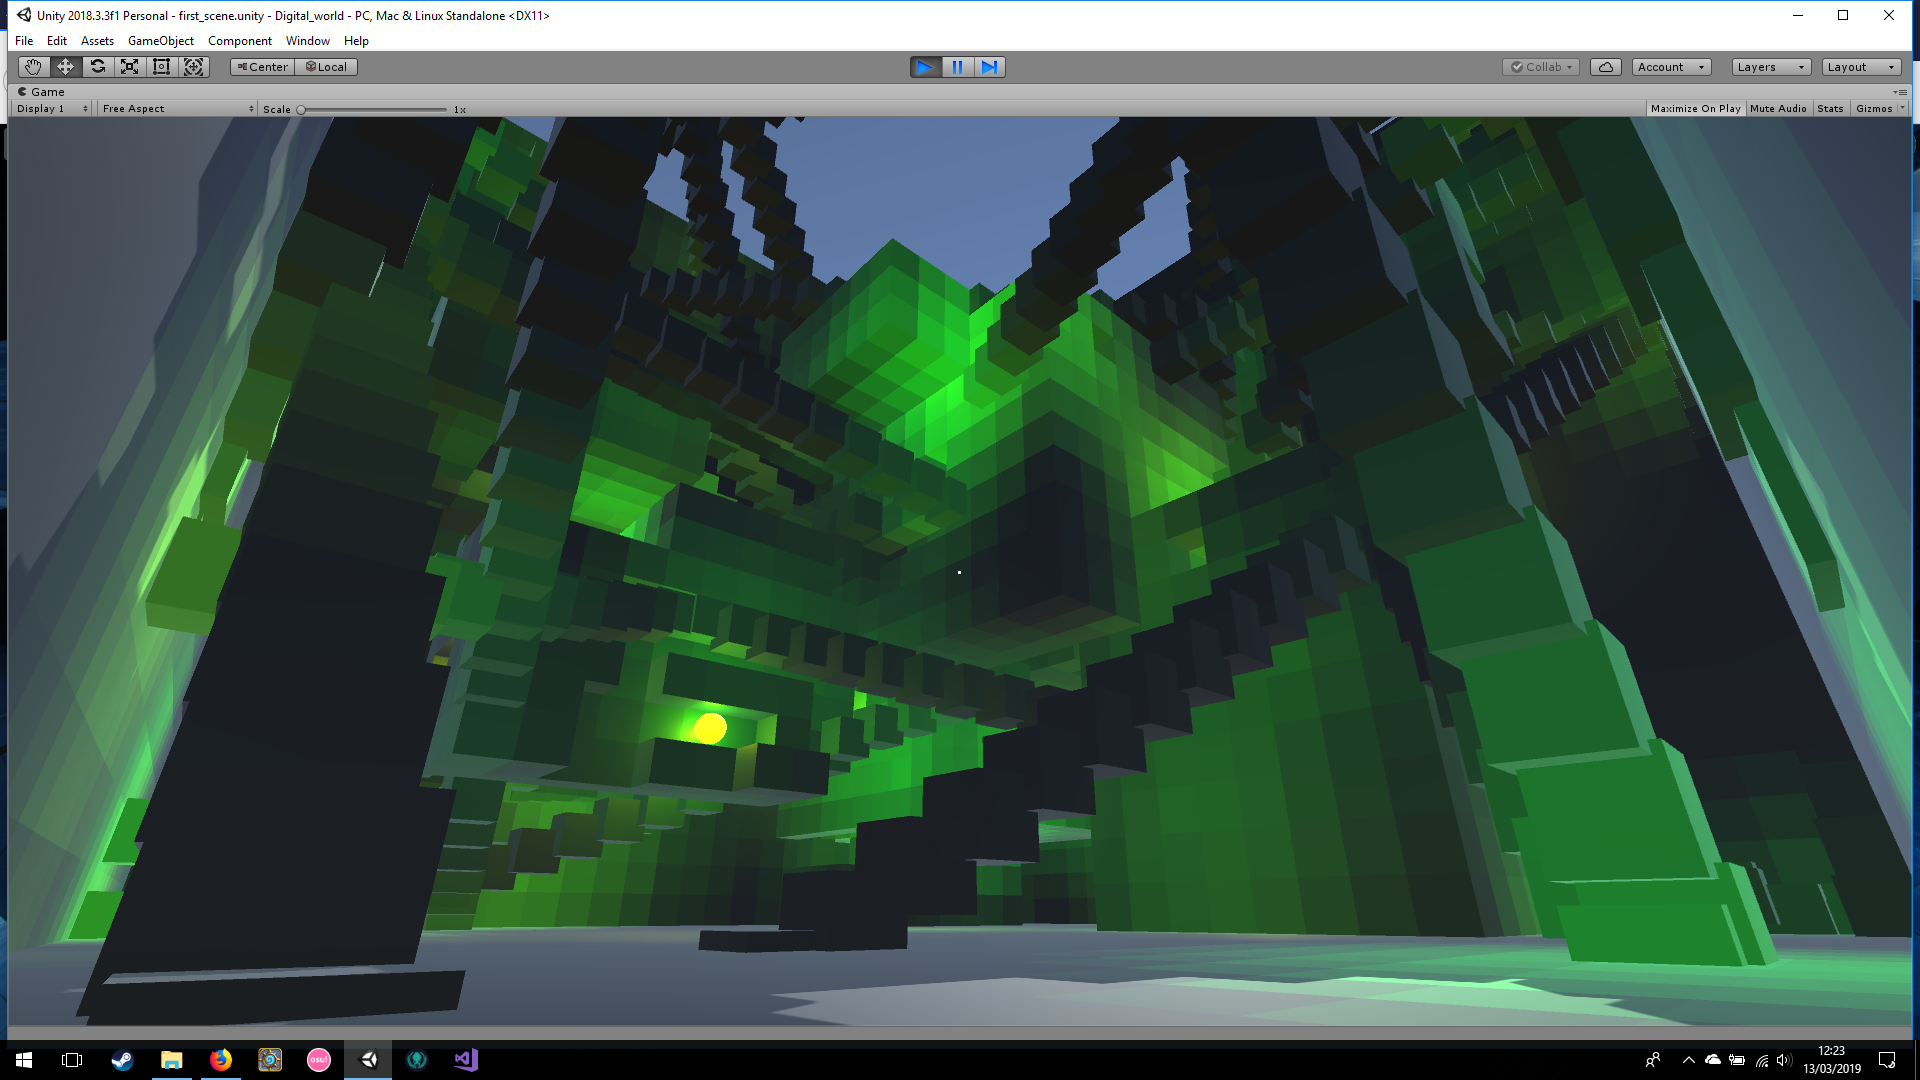 Unity 2018.3.3f1 Personal - first_scene.unity - Digital_world - PC, Mac & Linux Standalone <DX11>
File Edit Assets GameObject Component Window Help
Center Local Collab Account Layers Layout
Game
Display 1 Free Aspect Scale 1x Maximize On Play Mute Audio Stats Gizmos
osu!
12:23
13/03/2019